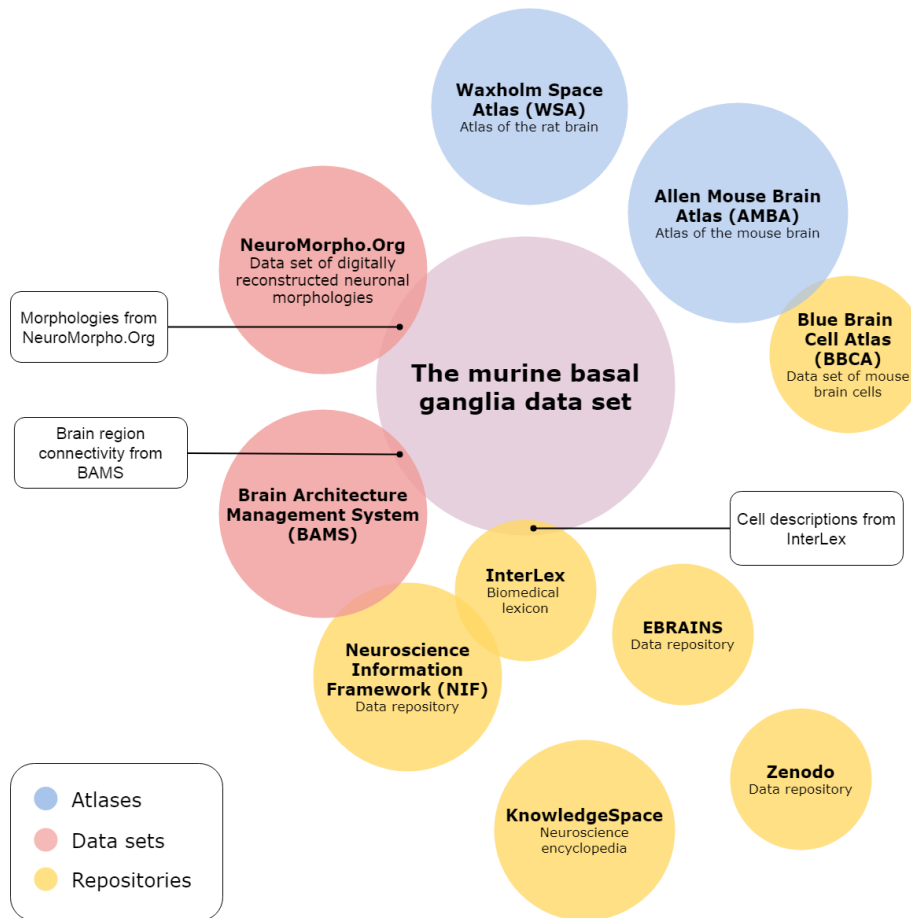 Waxholm Space
Atlas (WSA)
Atlas of the rat brain
Allen Mouse Brain
Atlas (AMBA)
Atlas of the mouse brain
NeuroMorpho.Org
Data set of digitally
reconstructed neuronal
morphologies
Morphologies from
NeuroMorpho.Org
Blue Brain
Cell Atlas
(BBCA)
Data set of mouse
brain cells
The murine basal
ganglia data set
Brain region
connectivity from
BAMS
Brain Architecture
Management System
(BAMS)
Cell descriptions from
InterLex
InterLex
Biomedical
lexicon
EBRAINS
Data repository
Neuroscience
Information
Framework (NIF)
Data repository
Zenodo
Data repository
KnowledgeSpace
Neuroscience
encyclopedia
Atlases
Data sets
Repositories